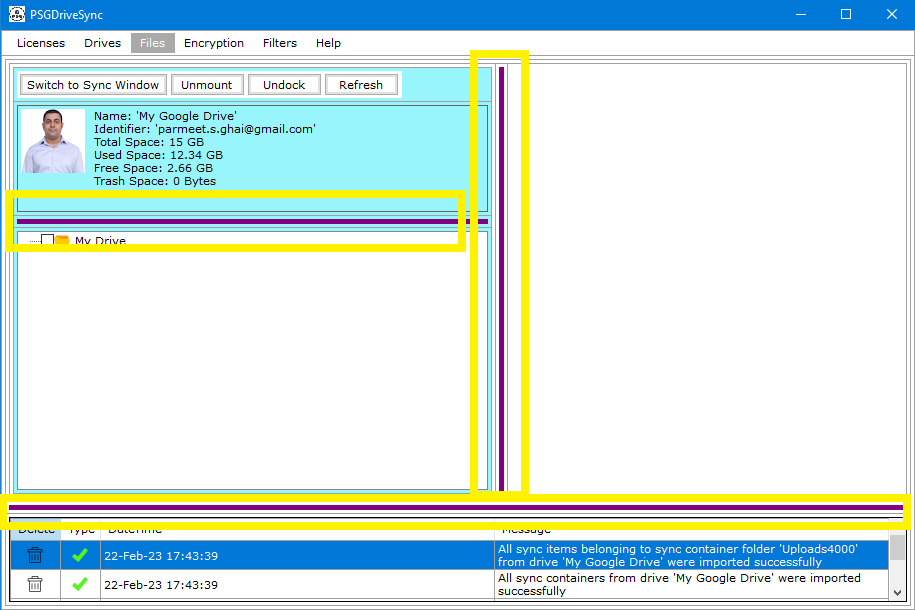 PSGDriveSync
Licenses Drives Files Encryption Filters Help
Switch to Sync Window Unmount Undock Refresh
Name: 'My Google Drive'
Identifier: 'parmeet.s.ghai@gmail.com'
Total Space: 15 GB
Used Space: 12.34 GB
Free Space: 2.66 GB
Trash Space: 0 Bytes
My Drive
Delete Type DateTime Message
22-Feb-23 17:43:39
All sync items belonging to sync container folder 'Uploads4000'
from drive 'My Google Drive' were imported successfully
22-Feb-23 17:43:39
All sync containers from drive 'My Google Drive' were imported
successfully